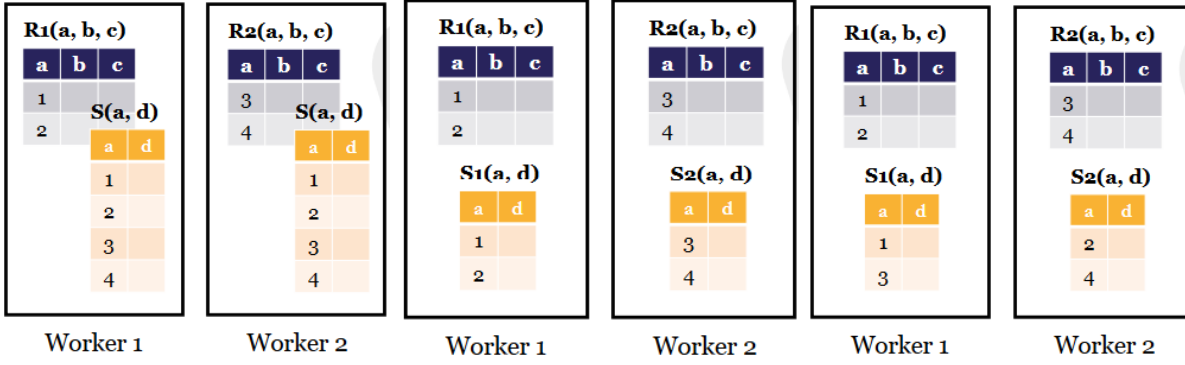 R1(a, b, c)
a b c
1
2
S(a, d)
a d
1
2
3
4
Worker 1
R2(a, b, c)
a b c
3
4
S(a, d)
a d
1
2
3
4
Worker 2
R1(a, b, c)
a b c
1
2
S1(a, d)
a d
1
2
Worker 1
R2(a, b, c)
a b c
3
4
S2(a, d)
a d
3
4
Worker 2
R1(a, b, c)
a b c
1
2
S1(a, d)
a d
1
3
Worker 1
R2(a, b, c)
a b c
3
4
S2(a, d)
a d
2
4
Worker 2